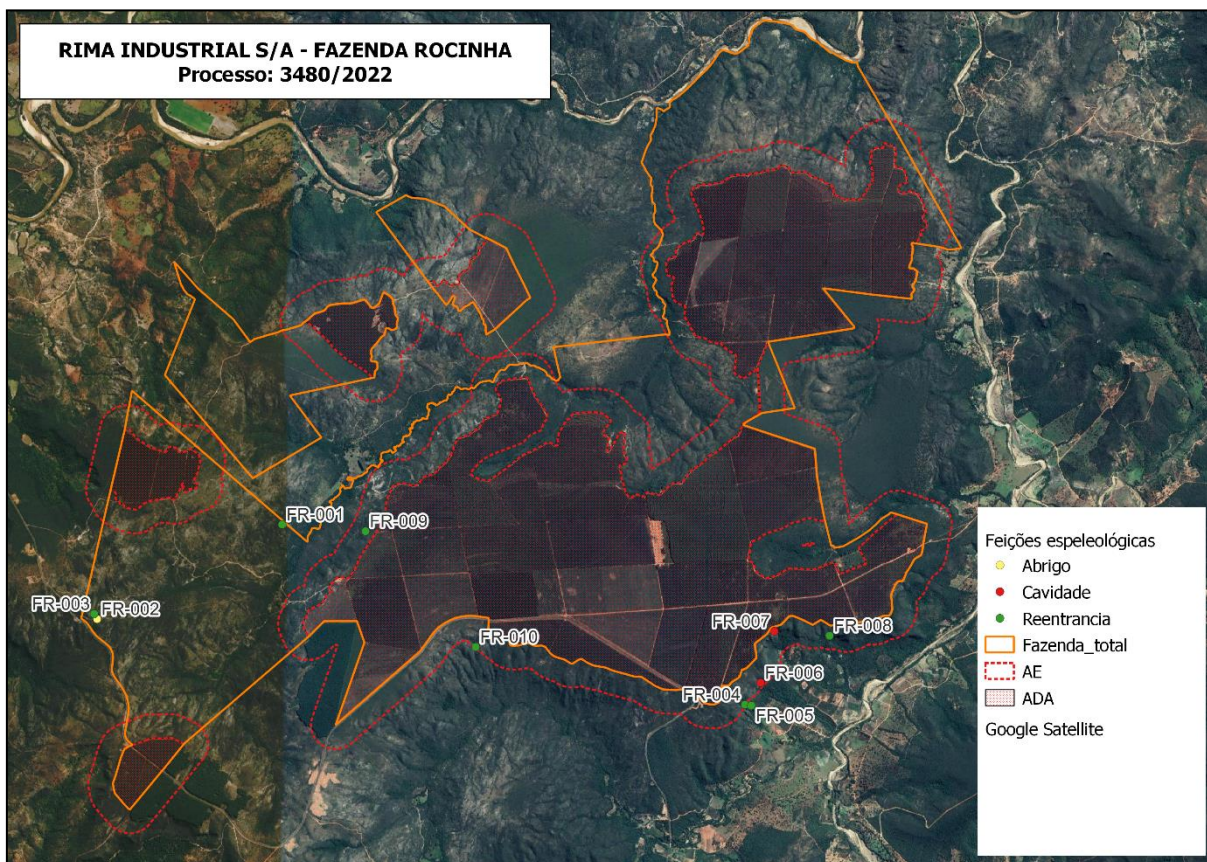 RIMA INDUSTRIAL S/A - FAZENDA ROCINHA
Processo: 3480/2022
FR-001
FR-009
FR-003
FR-002
FR-010
FR-007
FR-008
FR-006
FR-004
FR-005
Feições espeleológicas
Abrigo
Cavidade
Reentrancia
Fazenda_total
AE
ADA
Google Satellite